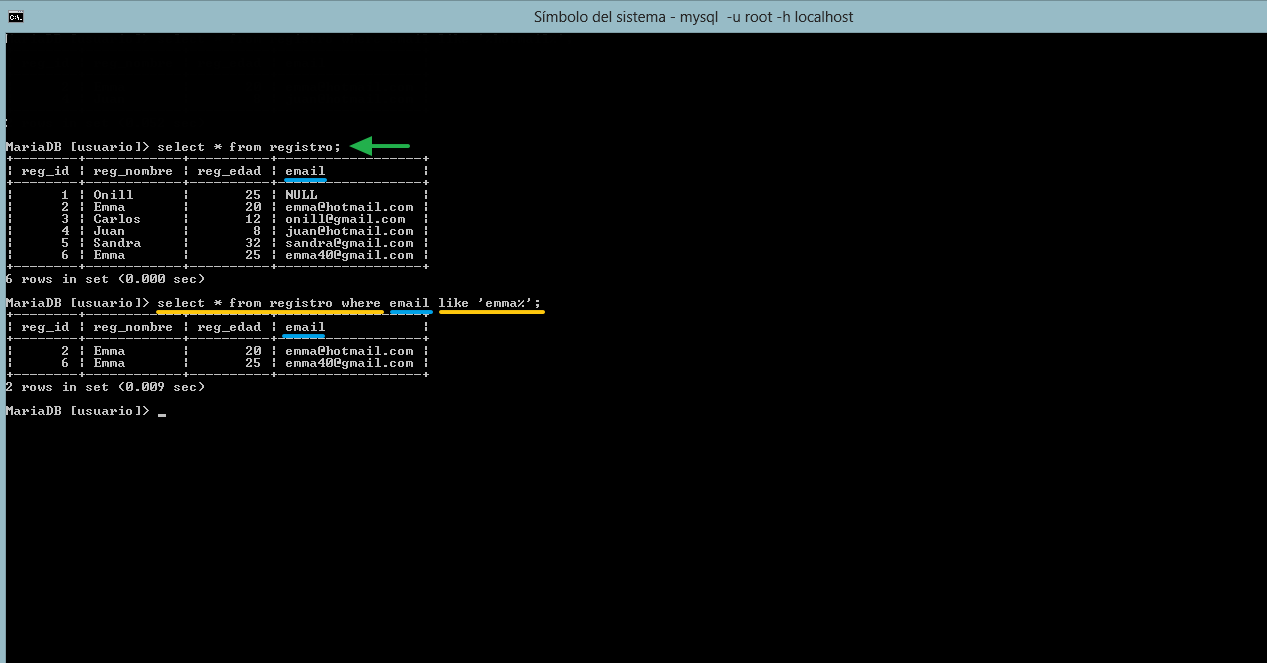 Símbolo del sistema - mysql  -u root -h localhost
MariaDB [usuario]> select * from registro;
+--------+------------+----------+------------------+
| reg_id | reg_nombre | reg_edad | email            |
+--------+------------+----------+------------------+
|      1 | Onill      |       25 | NULL             |
|      2 | Emma       |       20 | emma@hotmail.com |
|      3 | Carlos     |       12 | onill@gmail.com  |
|      4 | Juan       |        8 | juan@hotmail.com |
|      5 | Sandra     |       32 | sandra@gmail.com |
|      6 | Emma       |       25 | emma40@gmail.com |
+--------+------------+----------+------------------+
6 rows in set (0.000 sec)
MariaDB [usuario]> select * from registro where email like 'emma%';
+--------+------------+----------+------------------+
| reg_id | reg_nombre | reg_edad | email            |
+--------+------------+----------+------------------+
|      2 | Emma       |       20 | emma@hotmail.com |
|      6 | Emma       |       25 | emma40@gmail.com |
+--------+------------+----------+------------------+
2 rows in set (0.009 sec)
MariaDB [usuario]> _